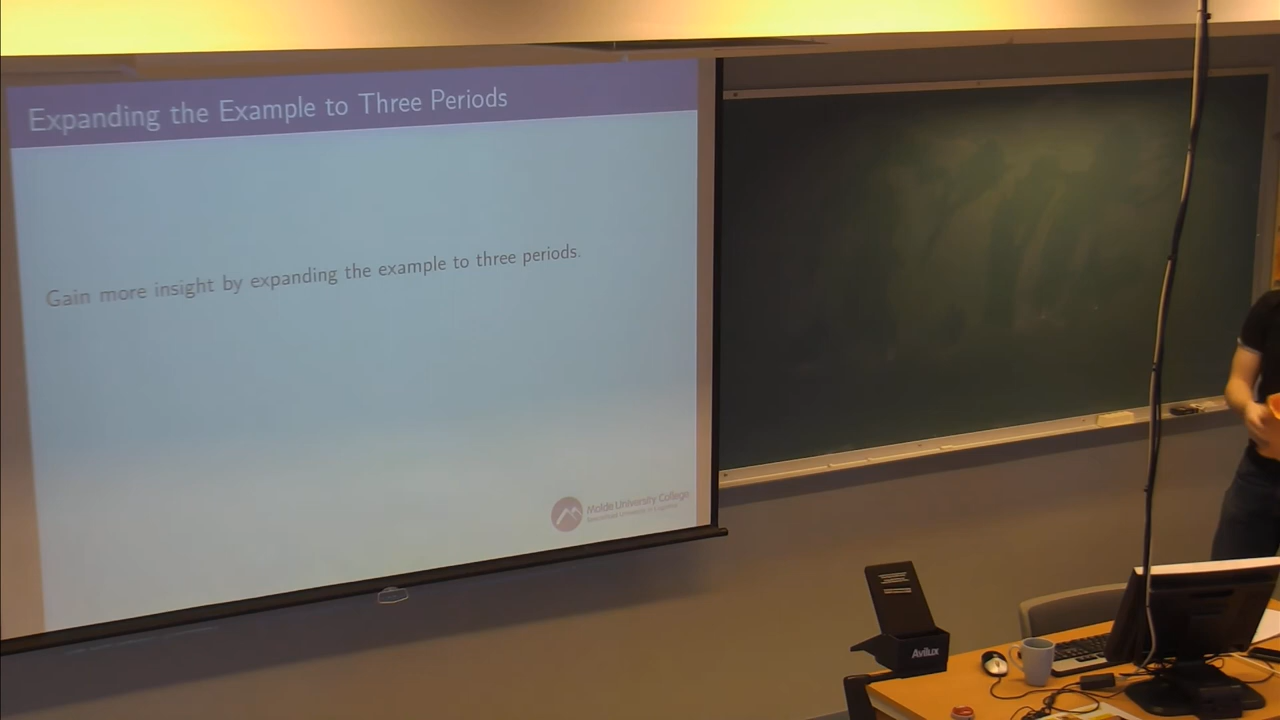 Expanding the Example to Three Periods
Gain more insight by expanding the example to three periods.
Molde University College
Avilux